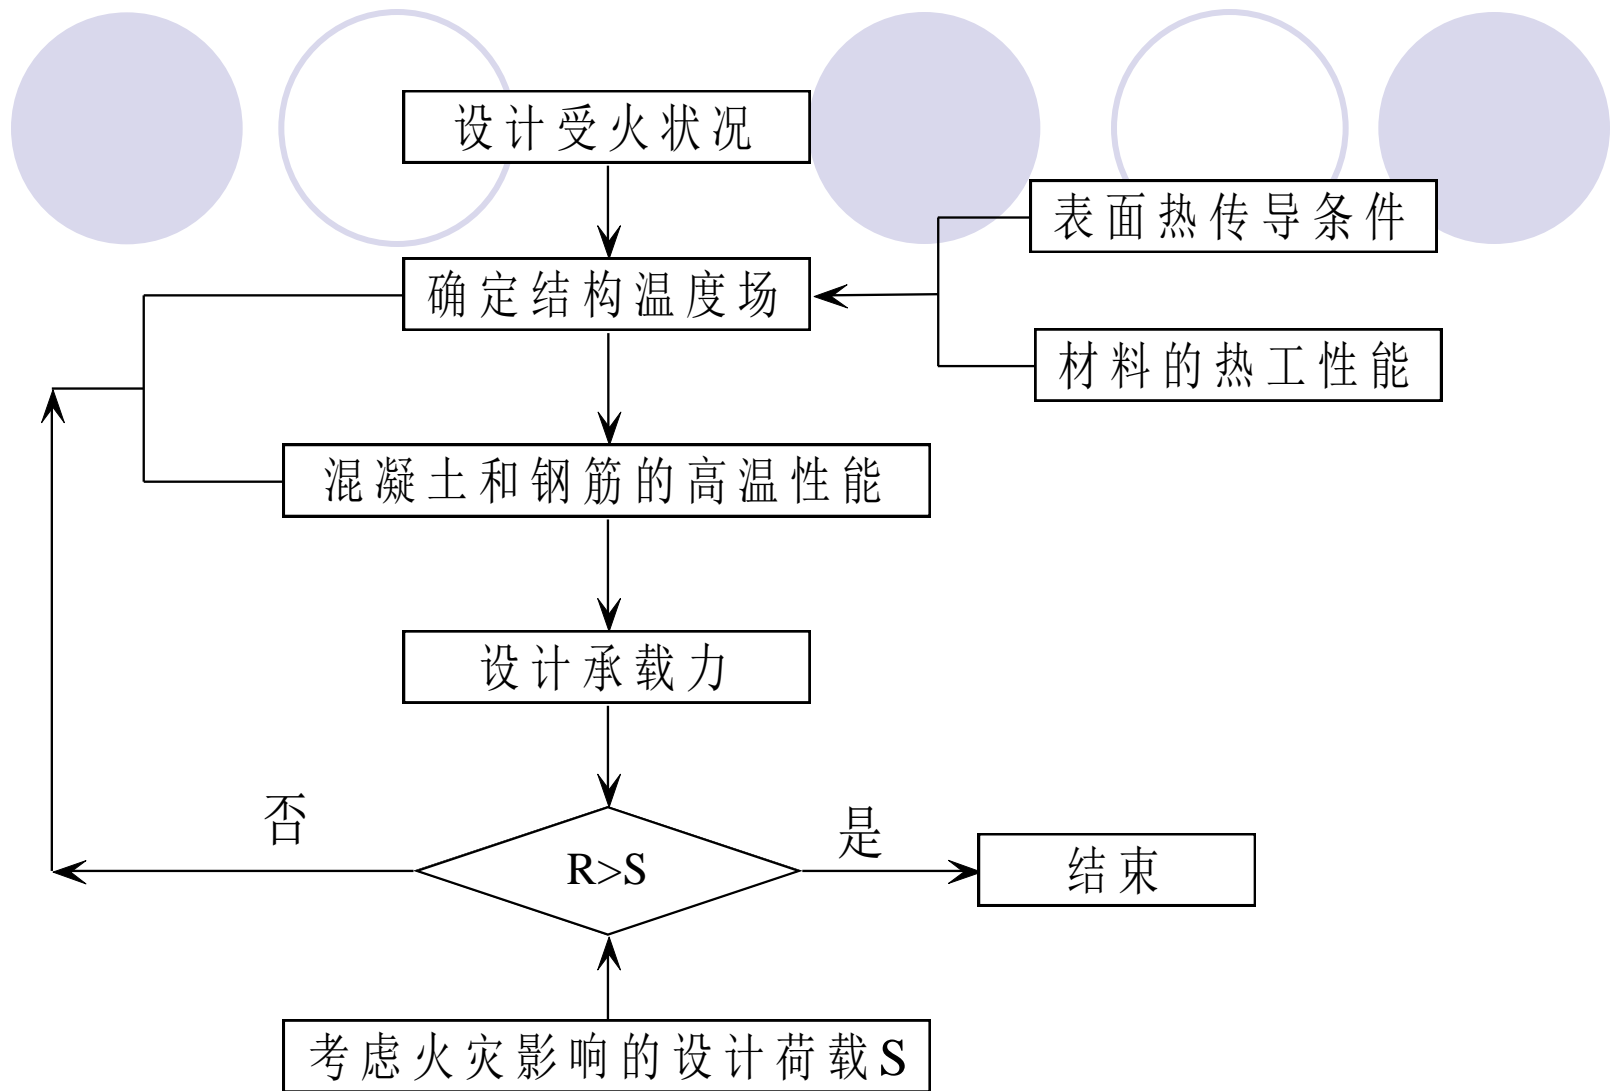 设计受火状况
表面热传导条件
确定结构温度场
材料的热工性能
混凝土和钢筋的高温性能
设计承载力
否
是
R>S
结束
考虑火灾影响的设计荷载S